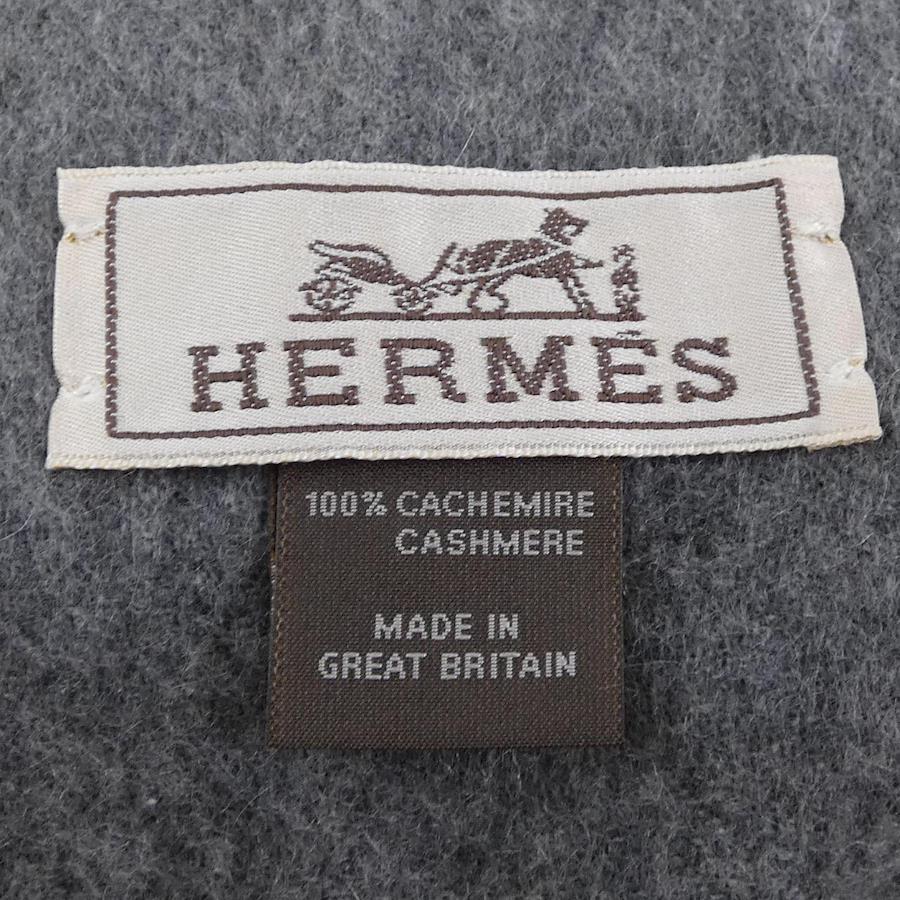 HERMÈS
100% CACHEMIRE
CASHMERE
MADE IN
GREAT BRITAIN